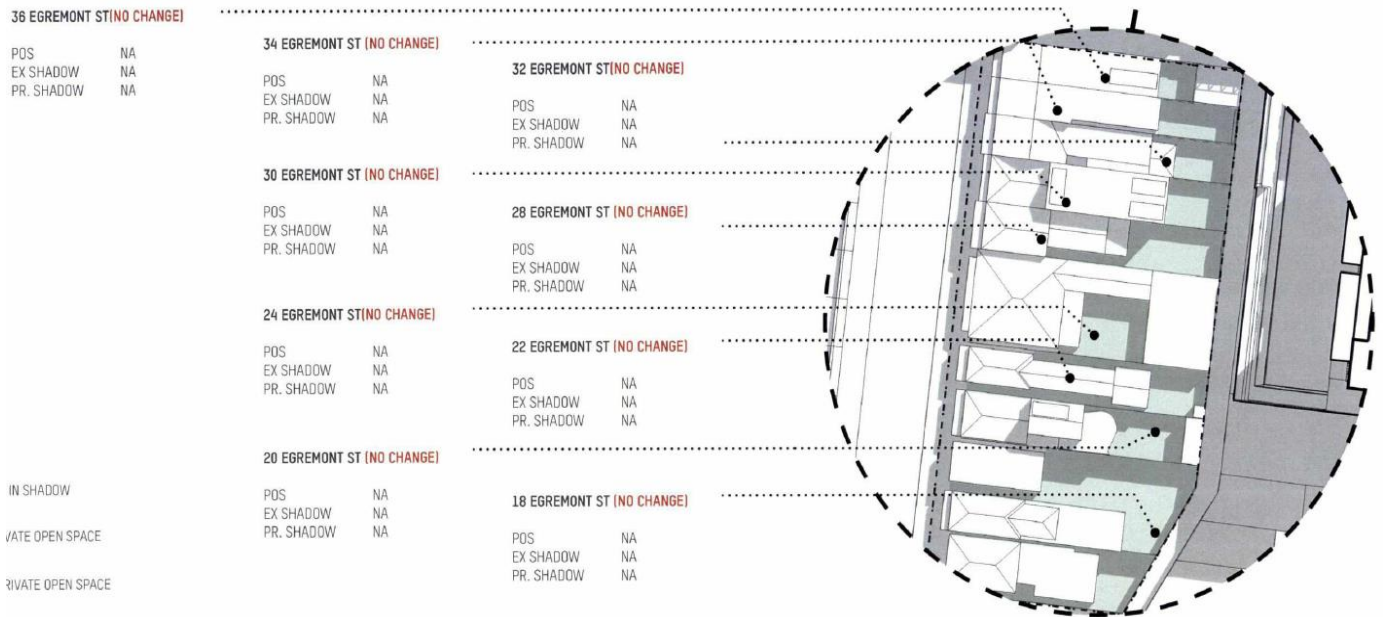 36 EGREMONT ST(NO CHANGE)
POS NA
EX SHADOW NA
PR. SHADOW NA
34 EGREMONT ST (NO CHANGE)
POS NA
EX SHADOW NA
PR. SHADOW NA
32 EGREMONT ST(NO CHANGE)
POS NA
EX SHADOW NA
PR. SHADOW NA
30 EGREMONT ST (NO CHANGE)
POS NA
EX SHADOW NA
PR. SHADOW NA
28 EGREMONT ST (NO CHANGE)
POS NA
EX SHADOW NA
PR. SHADOW NA
24 EGREMONT ST(NO CHANGE)
POS NA
EX SHADOW NA
PR. SHADOW NA
22 EGREMONT ST (NO CHANGE)
POS NA
EX SHADOW NA
PR. SHADOW NA
20 EGREMONT ST (NO CHANGE)
POS NA
EX SHADOW NA
PR. SHADOW NA
18 EGREMONT ST (NO CHANGE)
POS NA
EX SHADOW NA
PR. SHADOW NA
IN SHADOW
VATE OPEN SPACE
RIVATE OPEN SPACE